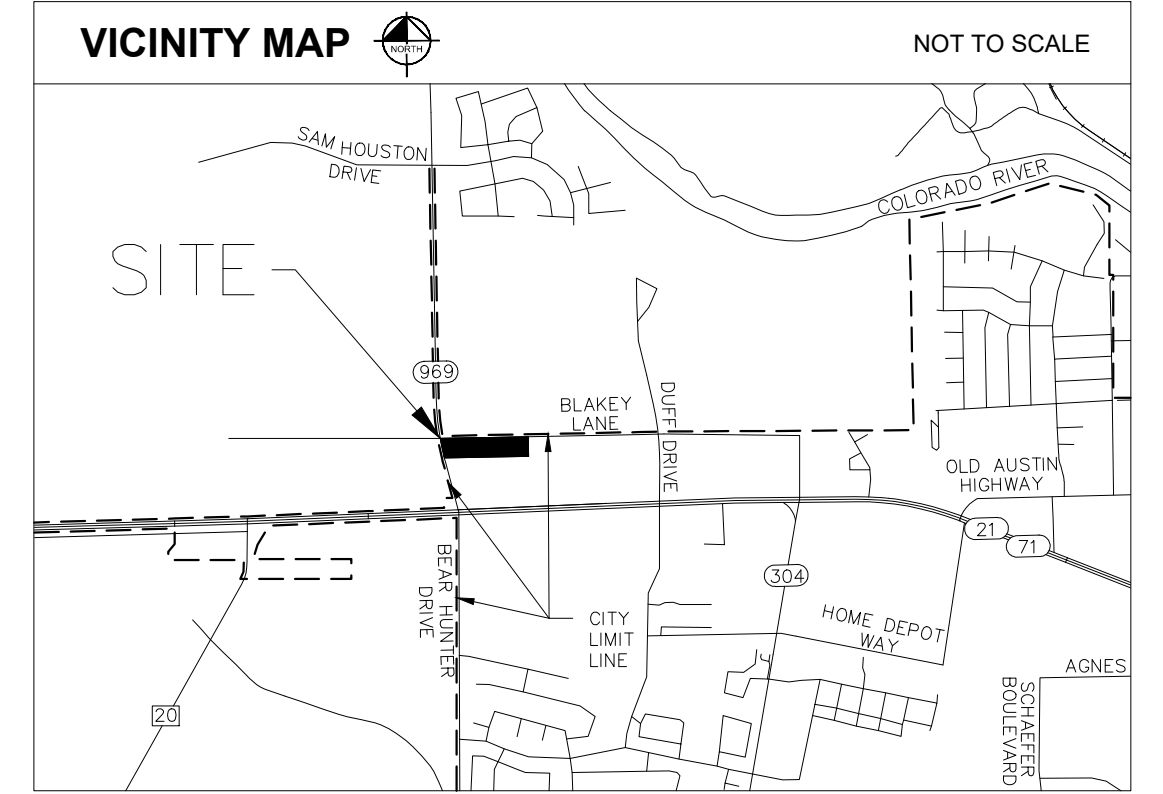 VICINITY MAP
NORTH
NOT TO SCALE
SAM HOUSTON
DRIVE
COLORADO RIVER
SITE
969
BLAKEY
LANE
DUFF DRIVE
OLD AUSTIN
HIGHWAY
21
71
304
BEAR HUNTER
DRIVE
CITY
LIMIT
LINE
HOME DEPOT
WAY
AGNES
SCHAEFER
BOULEVARD
20